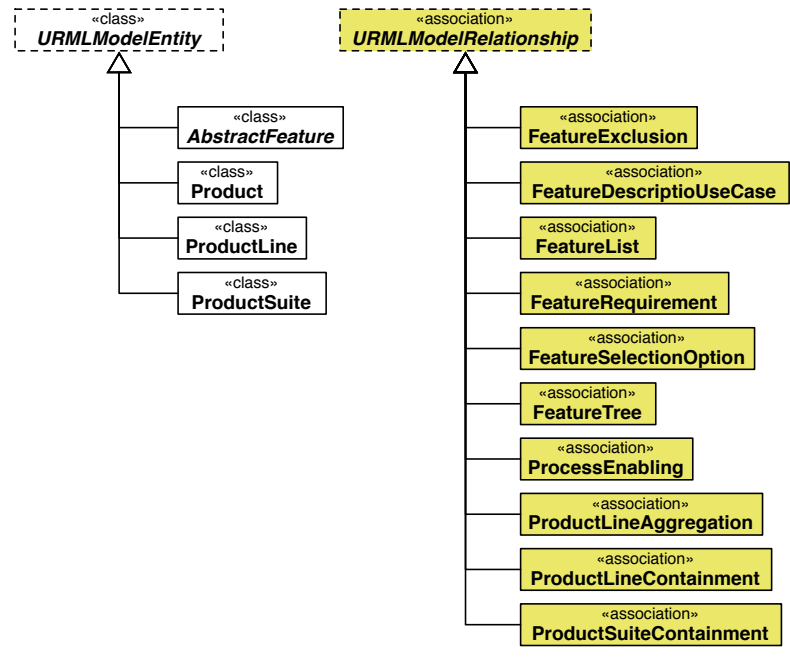 «class»
URMLModelEntity
«class»
AbstractFeature
«class»
Product
«class»
ProductLine
«class»
ProductSuite
«association»
URMLModelRelationship
«association»
FeatureExclusion
«association»
FeatureDescriptioUseCase
«association»
FeatureList
«association»
FeatureRequirement
«association»
FeatureSelectionOption
«association»
FeatureTree
«association»
ProcessEnabling
«association»
ProductLineAggregation
«association»
ProductLineContainment
«association»
ProductSuiteContainment